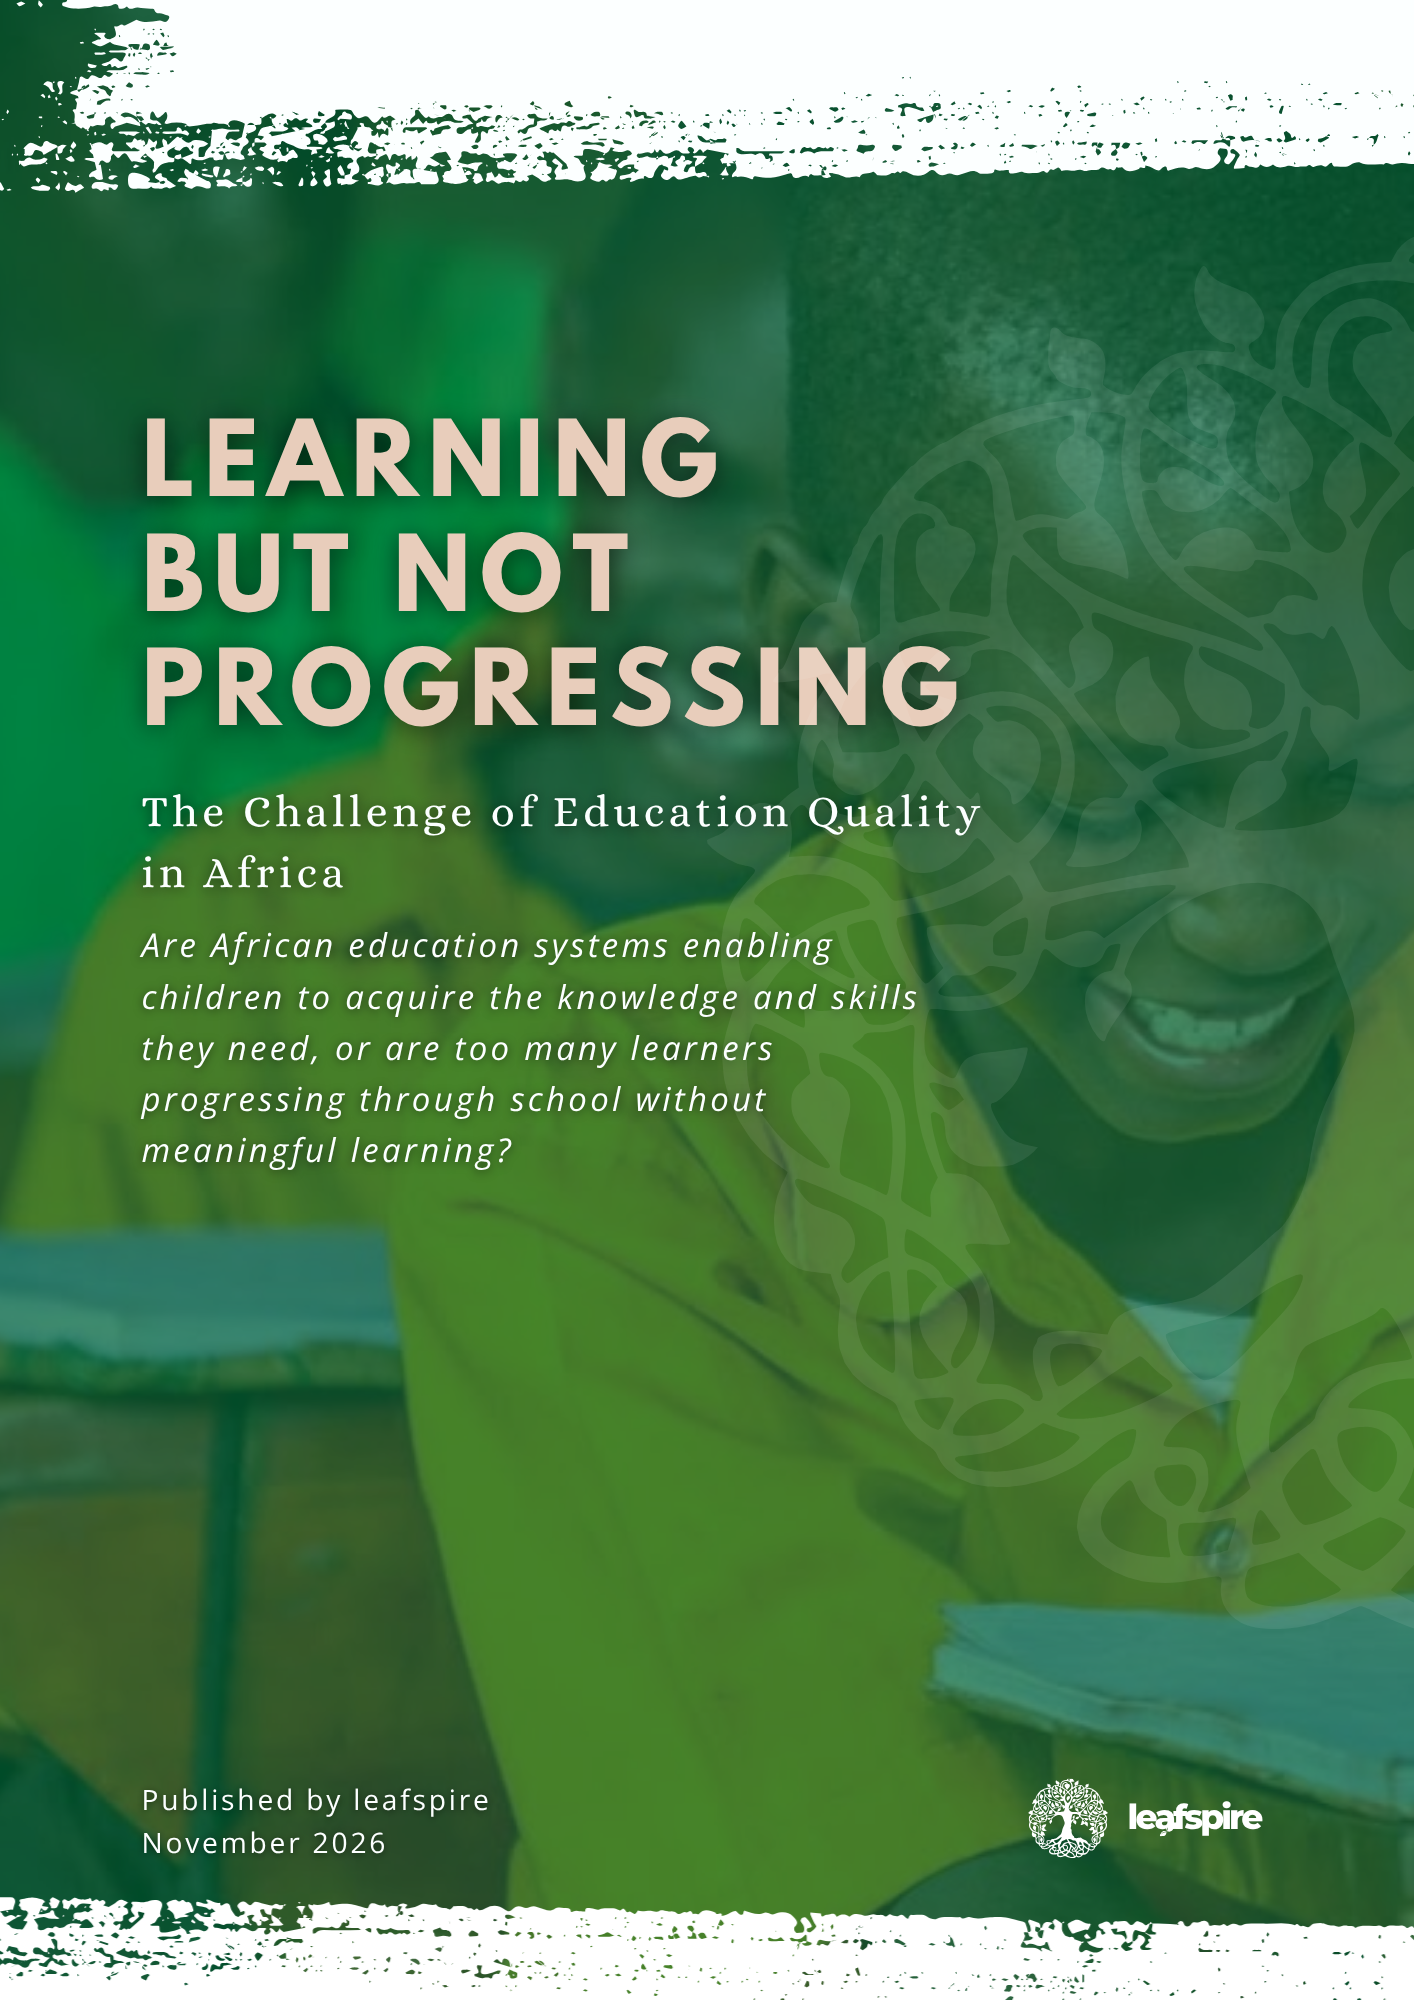 LEARNING
BUT NOT
PROGRESSING
The Challenge of Education Quality
in Africa
Are African education systems enabling
children to acquire the knowledge and skills
they need, or are too many learners
progressing through school without
meaningful learning?
Published by leafspire
November 2026
leafspire